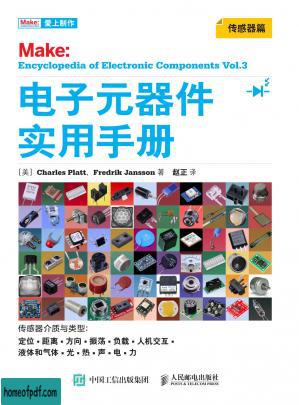 Make: 爱上制作
传感器篇
Make:
Encyclopedia of Electronic Components Vol.3
电子元器件
实用手册
[美] Charles Platt, Fredrik Jansson 著 赵正 译
传感器介质与类型:
定位·距离·方向·振荡·负载·人机交互·
液体和气体·光·热·声·电·力
中国工信出版集团 人民邮电出版社
homeofpdf.com